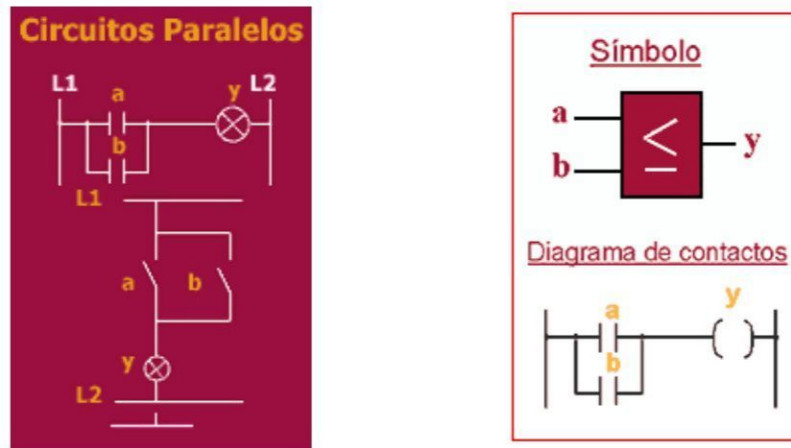 Circuitos Paralelos
L1 a y L2
b
L1
a b
y
L2
Símbolo
a
≤
b
y
Diagrama de contactos
a y
b